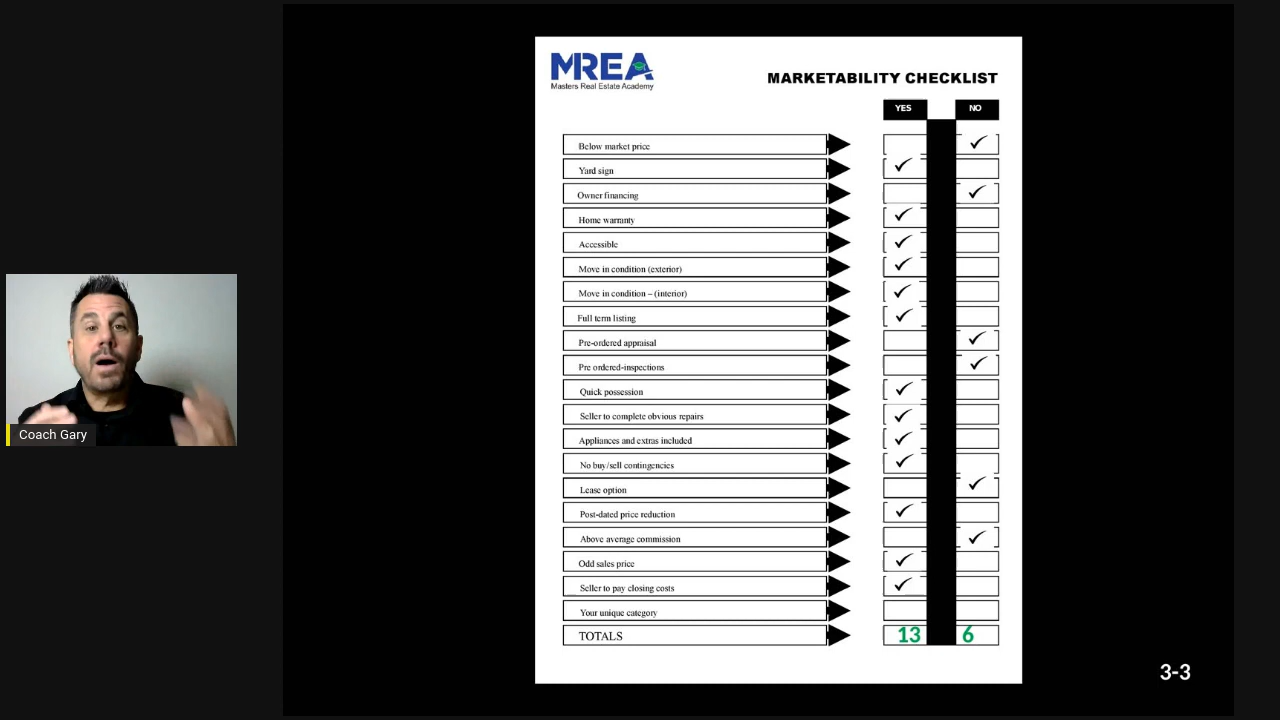 MREA
Masters Real Estate Academy
MARKETABILITY CHECKLIST
YES NO
Below market price
Yard sign
Owner financing
Home warranty
Accessible
Move in condition (exterior)
Move in condition – (interior)
Full term listing
Pre-ordered appraisal
Pre ordered-inspections
Quick possession
Seller to complete obvious repairs
Appliances and extras included
No buy/sell contingencies
Lease option
Post-dated price reduction
Above average commission
Odd sales price
Seller to pay closing costs
Your unique category
TOTALS 13 6
Coach Gary
3-3